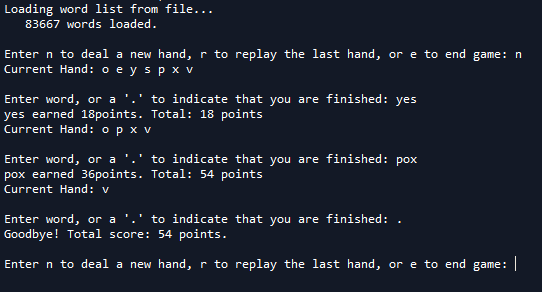 Loading word list from file...
   83667 words loaded.
Enter n to deal a new hand, r to replay the last hand, or e to end game: n
Current Hand: o e y s p x v
Enter word, or a '.' to indicate that you are finished: yes
yes earned 18points. Total: 18 points
Current Hand: o p x v
Enter word, or a '.' to indicate that you are finished: pox
pox earned 36points. Total: 54 points
Current Hand: v
Enter word, or a '.' to indicate that you are finished: .
Goodbye! Total score: 54 points.
Enter n to deal a new hand, r to replay the last hand, or e to end game: